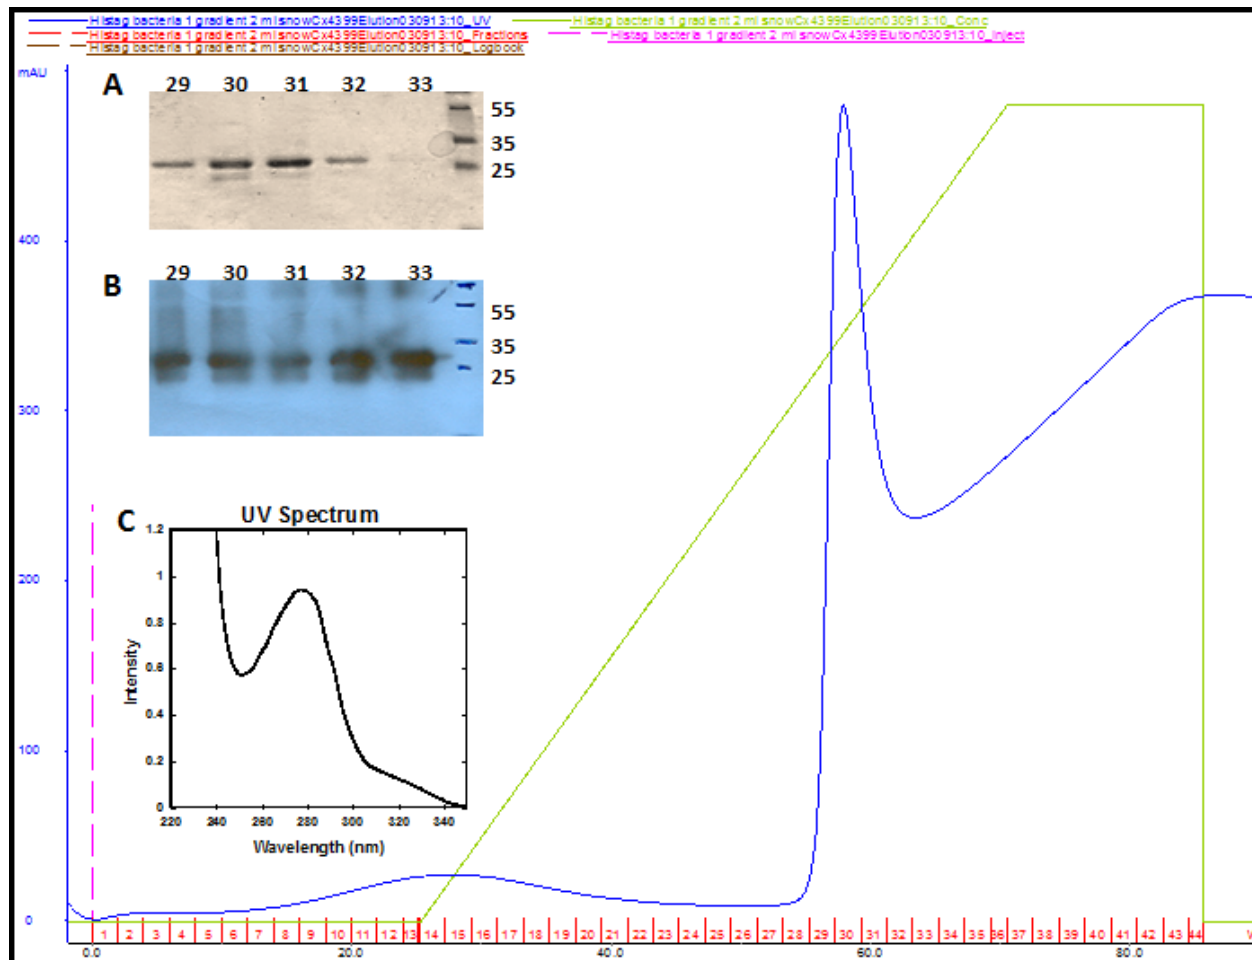 Histag bacteria 1 gradient 2 ml snowCx4399Elution030913:10_UV Histag bacteria 1 gradient 2 ml snowCx4399Elution030913:10_Conc
Histag bacteria 1 gradient 2 ml snowCx4399Elution030913:10_Fractions Histag bacteria 1 gradient 2 ml snowCx4399Elution030913:10_Inject
Histag bacteria 1 gradient 2 ml snowCx4399Elution030913:10_Logbook
mAU
A
29 30 31 32 33
55
35
25
B
29 30 31 32 33
55
35
25
400
300
200
100
0
C
UV Spectrum
1.2
1
0.8
0.6
0.4
0.2
0
Intensity
220 240 260 280 300 320 340
Wavelength (nm)
1 2 3 4 5 6 7 8 9 10 11 12 13 14 15 16 17 18 19 20 21 22 23 24 25 26 27 28 29 30 31 32 33 34 35 36 37 38 39 40 41 42 43 44
0.0 20.0 40.0 60.0 80.0